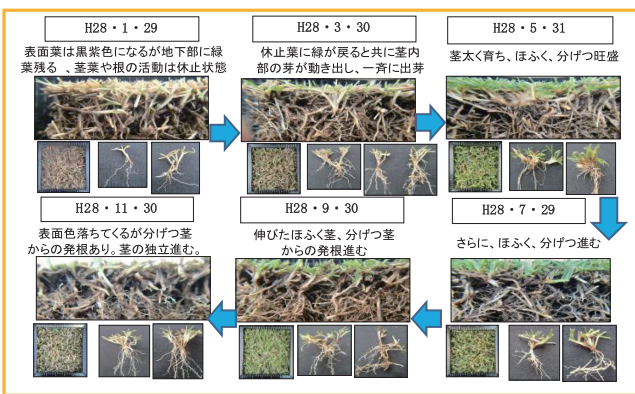 H28・1・29
表面葉は黒紫色になるが地下部に緑
葉残る 、茎葉や根の活動は休止状態
H28・3・30
休止葉に緑が戻ると共に茎内
部の芽が動き出し、一斉に出芽
H28・5・31
茎太く育ち、ほふく、分げつ旺盛
H28・7・29
さらに、ほふく、分げつ進む
H28・9・30
伸びたほふく茎、分げつ茎
からの発根進む
H28・11・30
表面色落ちてくるが分げつ茎
からの発根あり。茎の独立進む。